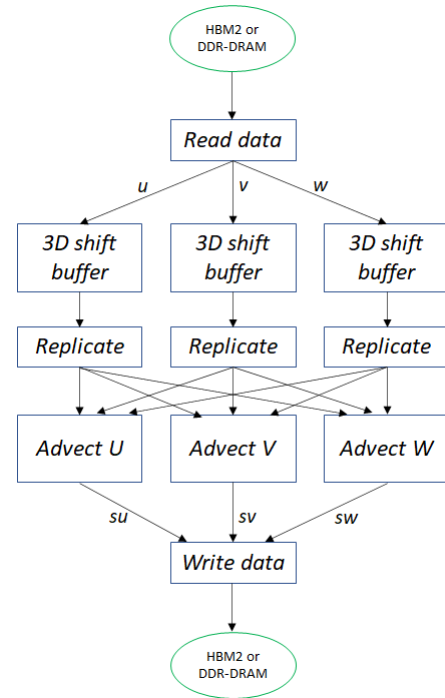 HBM2 or
DDR-DRAM
Read data
u
v
w
3D shift
buffer
3D shift
buffer
3D shift
buffer
Replicate
Replicate
Replicate
Advect U
Advect V
Advect W
su
sv
sw
Write data
HBM2 or
DDR-DRAM